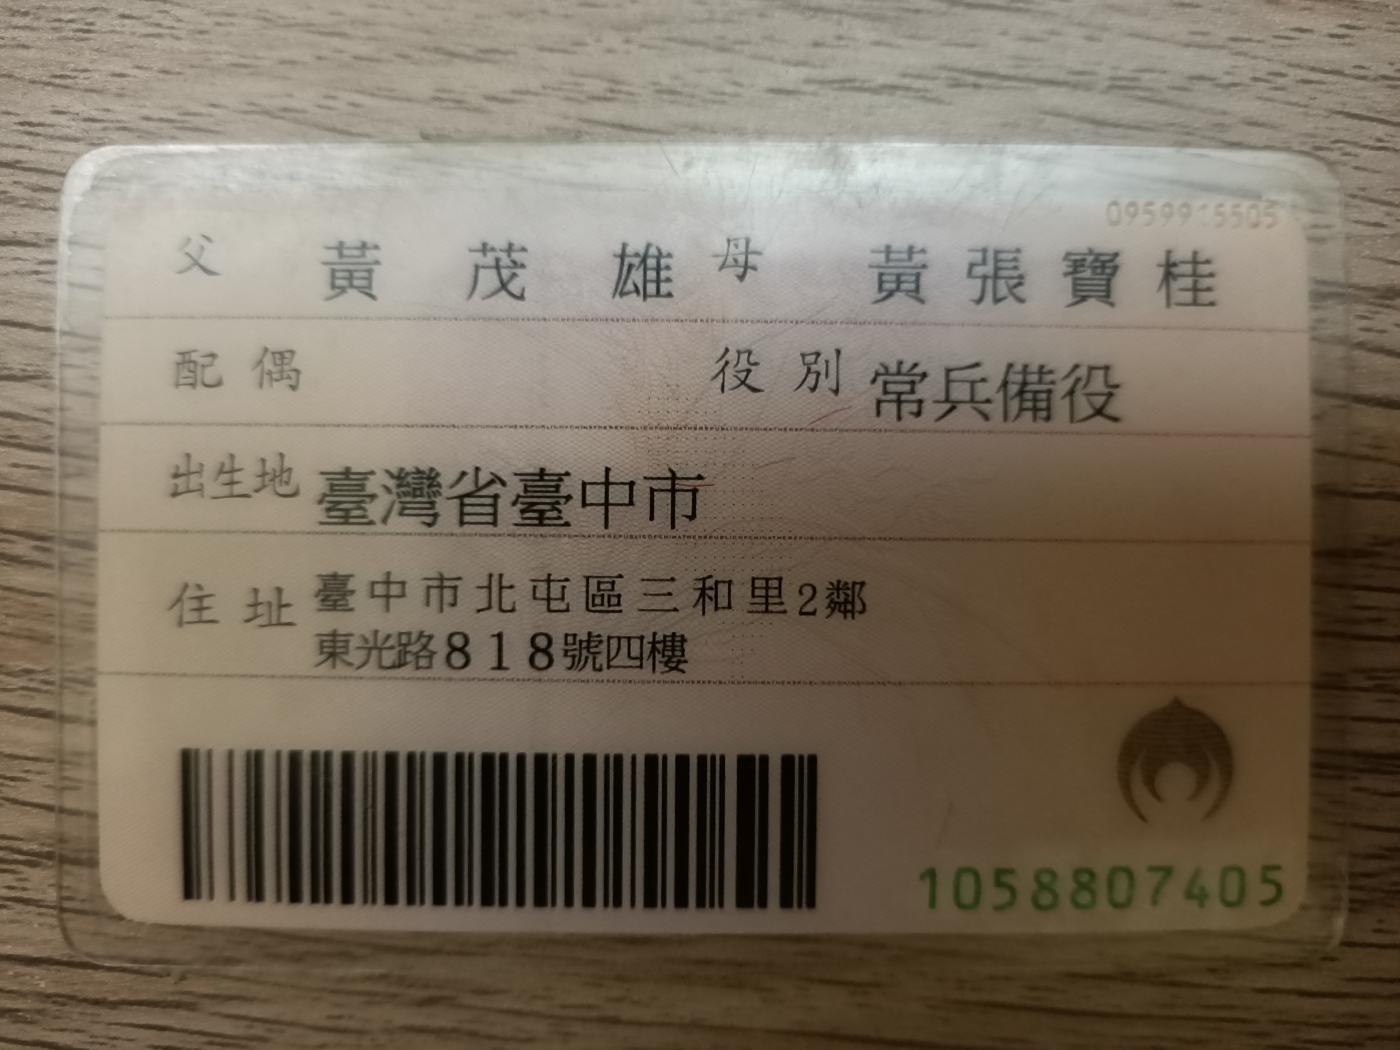 0959915505
父 黃茂雄 母 黃張寶桂
配偶 役別 常兵備役
出生地 臺灣省臺中市
住址 臺中市北屯區三和里2鄰
東光路818號四樓
1058807405